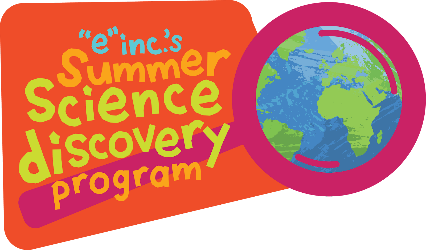 "e" inc.'s
Summer
Science
discovery
program